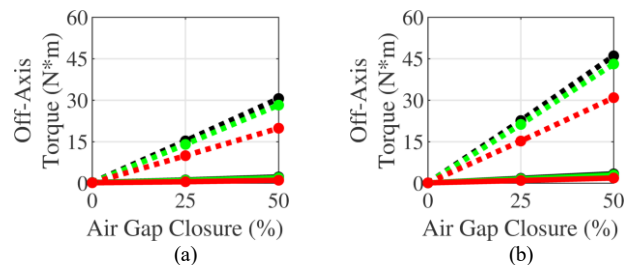 60
45
30
15
0
Off-Axis
Torque (N*m)
0 25 50
Air Gap Closure (%)
(a)
60
45
30
15
0
Off-Axis
Torque (N*m)
0 25 50
Air Gap Closure (%)
(b)